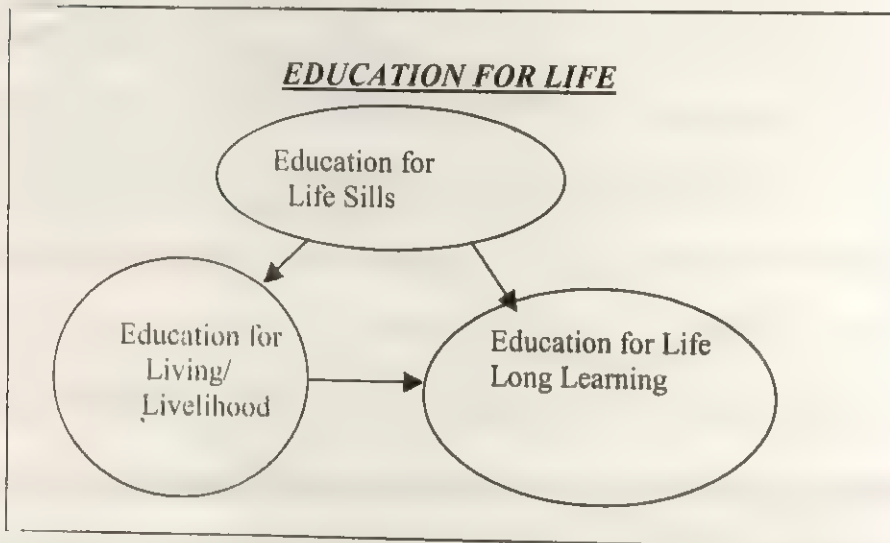 EDUCATION FOR LIFE
Education for
Life Sills
Education for
Living/
Livelihood
Education for Life
Long Learning